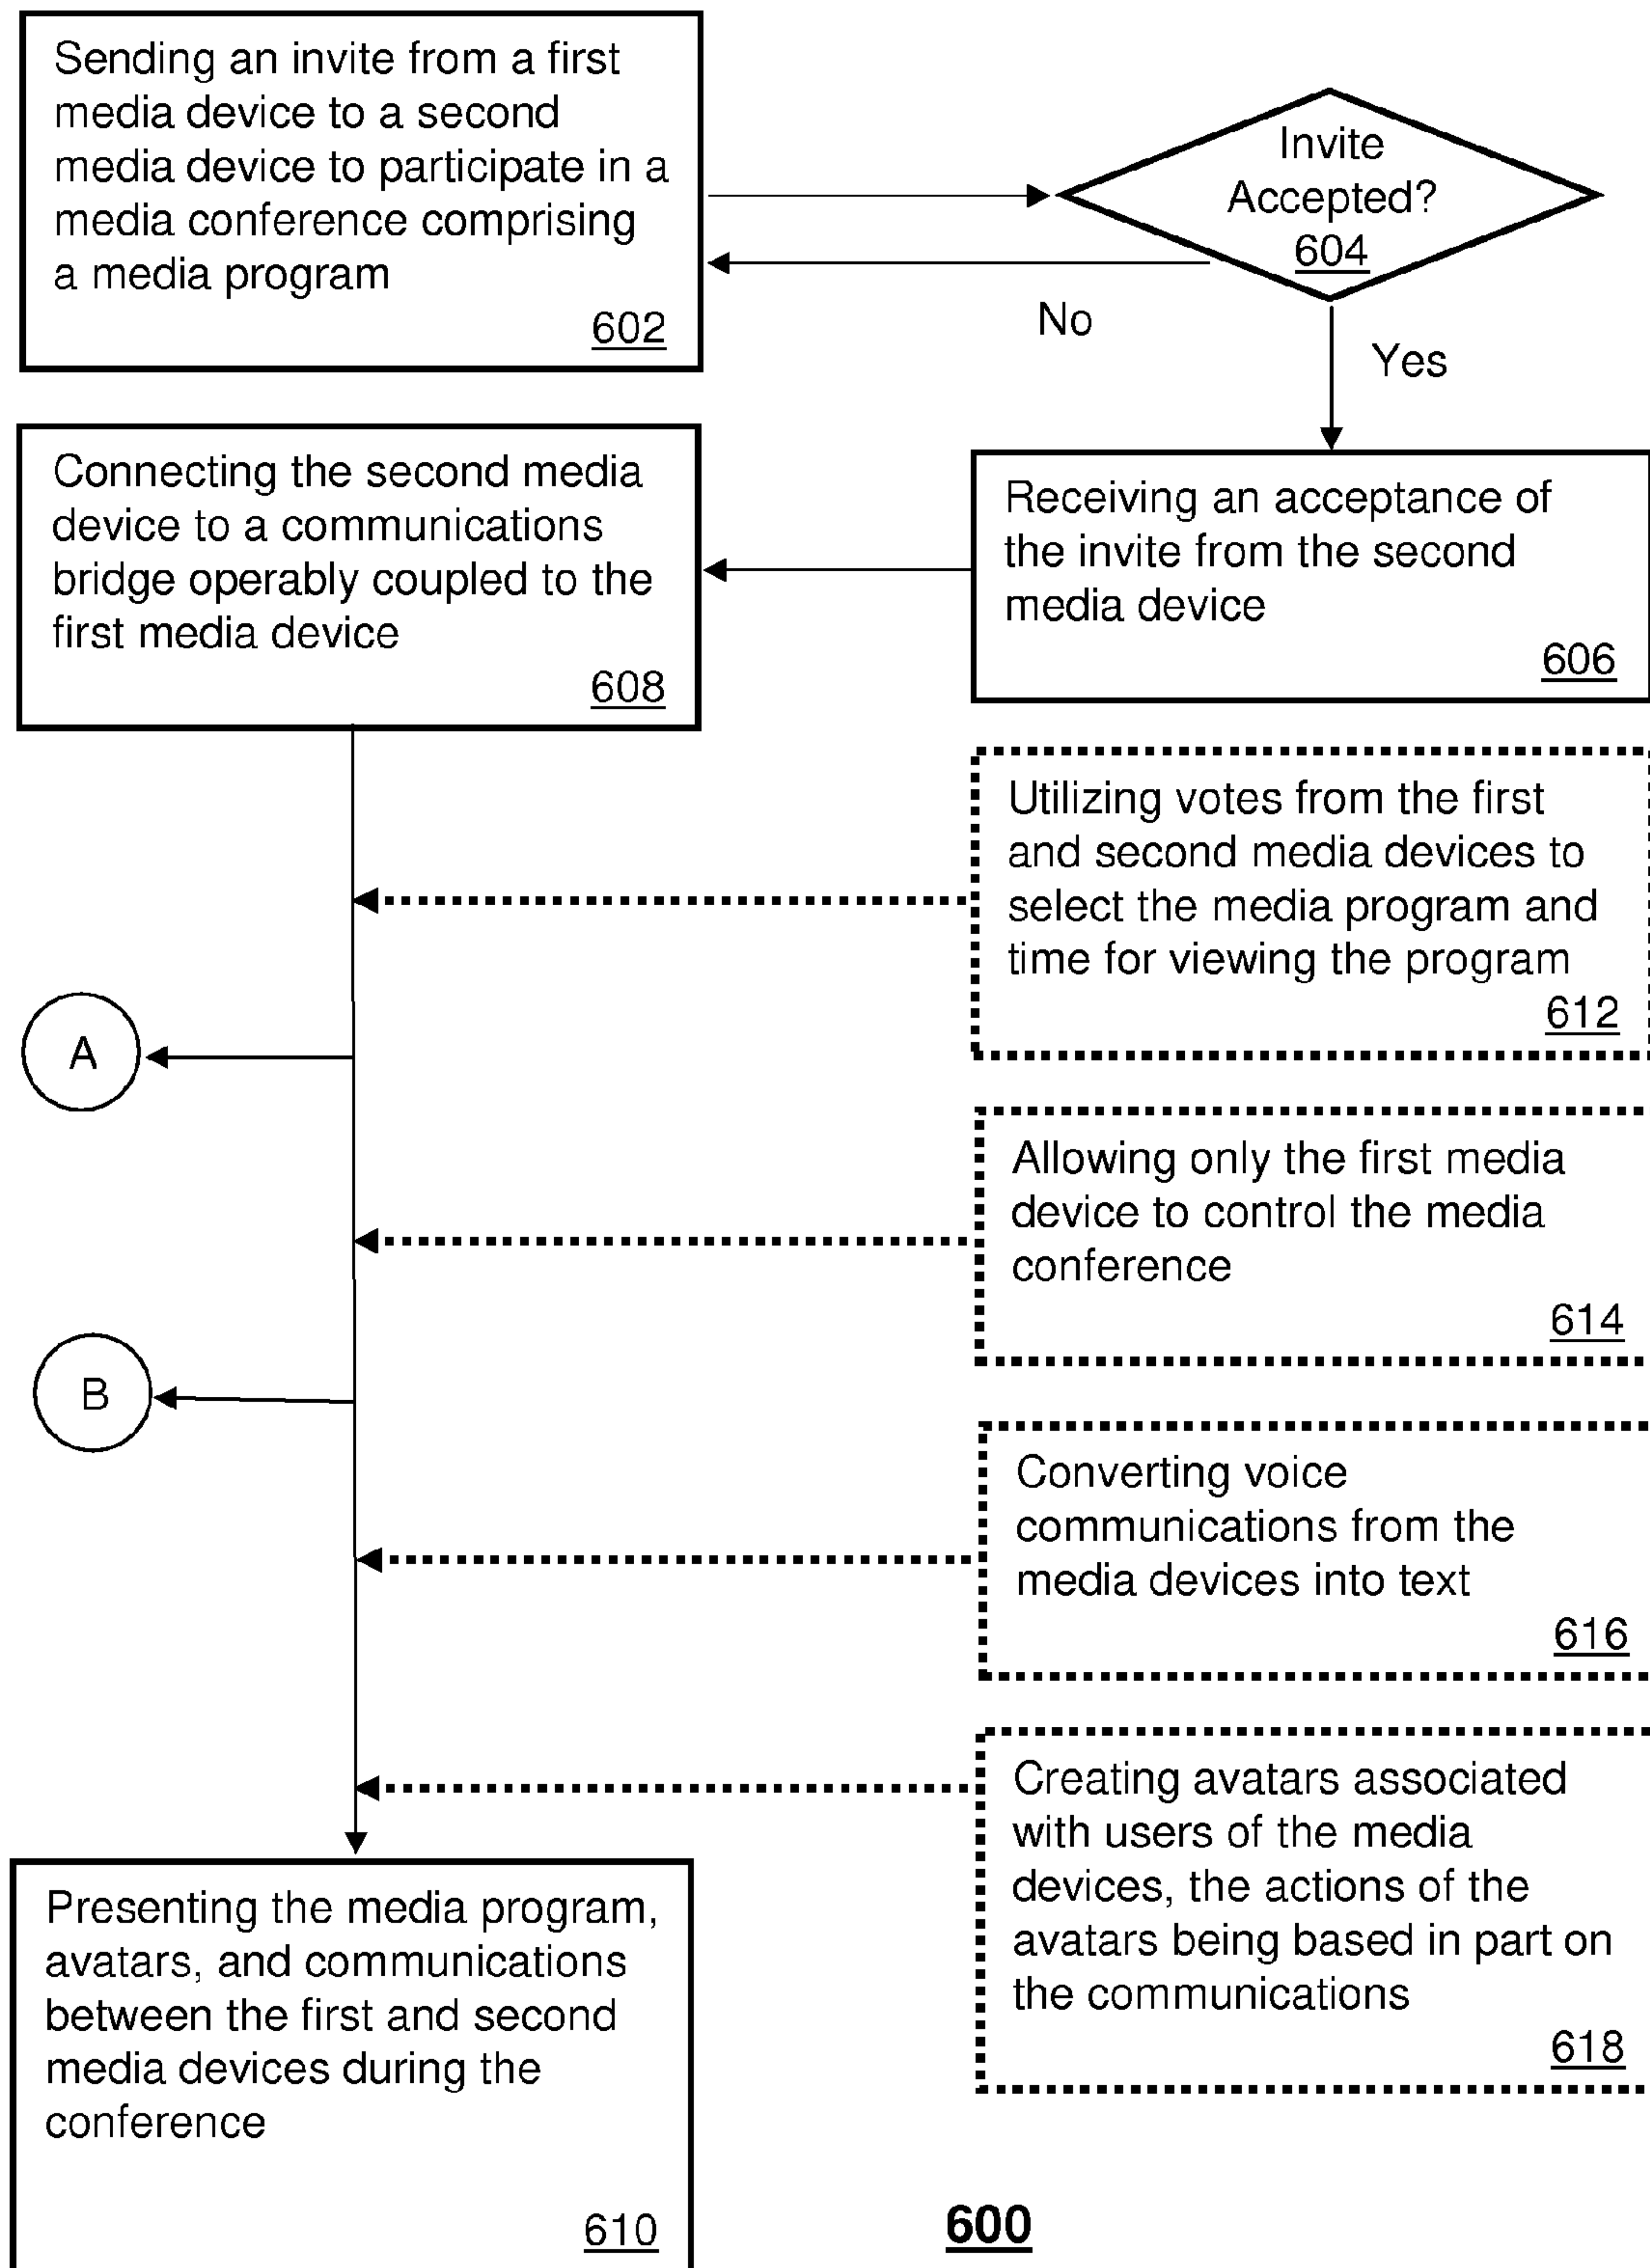 Sending an invite from a first
media device to a second
media device to participate in a
media conference comprising
a media program
602
Invite
Accepted?
604
No
Yes
Receiving an acceptance of
the invite from the second
media device
606
Connecting the second media
device to a communications
bridge operably coupled to the
first media device
608
Utilizing votes from the first
and second media devices to
select the media program and
time for viewing the program
612
A
Allowing only the first media
device to control the media
conference
614
B
Converting voice
communications from the
media devices into text
616
Creating avatars associated
with users of the media
devices, the actions of the
avatars being based in part on
the communications
618
Presenting the media program,
avatars, and communications
between the first and second
media devices during the
conference
610
600